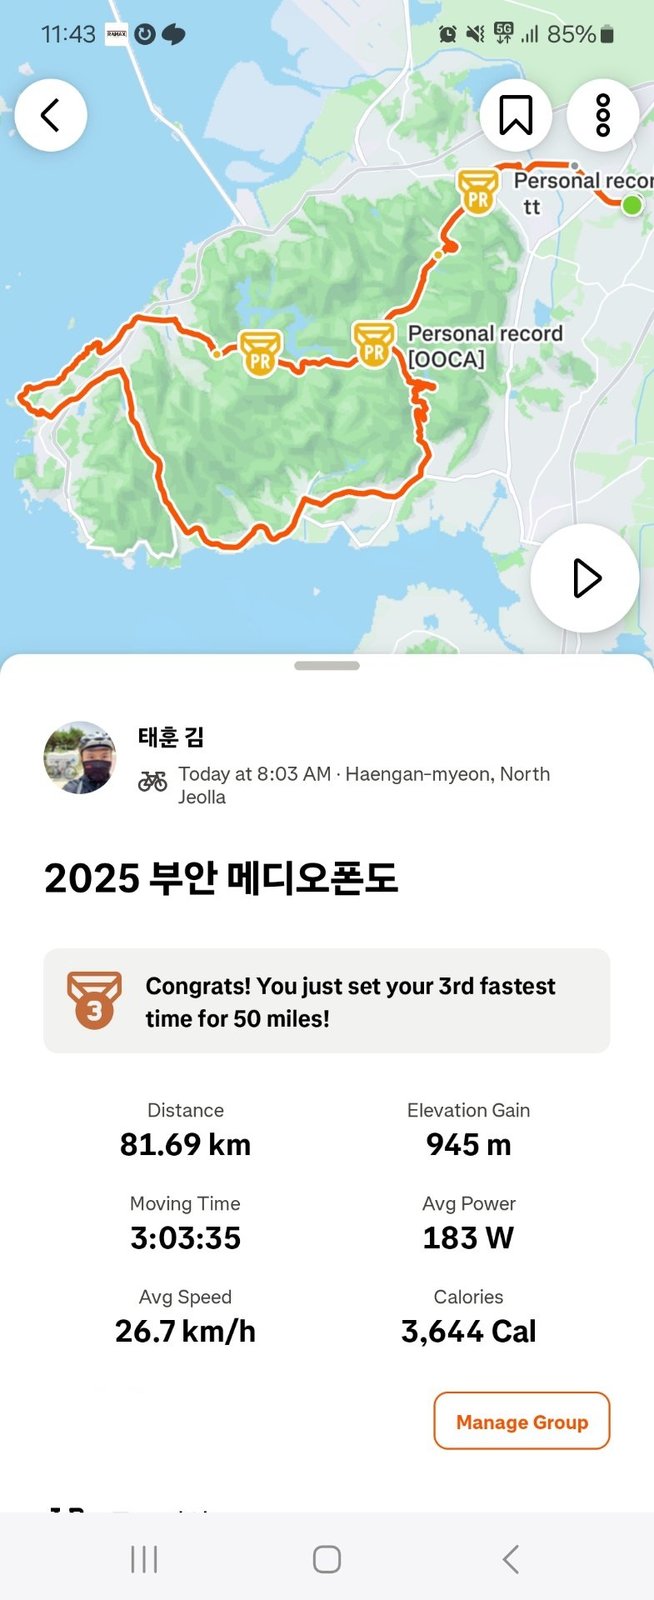 11:43
5G
85%
Personal recor
tt
PR
Personal record
[OOCA]
PR
PR
태훈 김
Today at 8:03 AM · Haengan-myeon, North
Jeolla
2025 부안 메디오폰도
3
Congrats! You just set your 3rd fastest
time for 50 miles!
Distance
Elevation Gain
81.69 km
945 m
Moving Time
Avg Power
3:03:35
183 W
Avg Speed
Calories
26.7 km/h
3,644 Cal
Manage Group